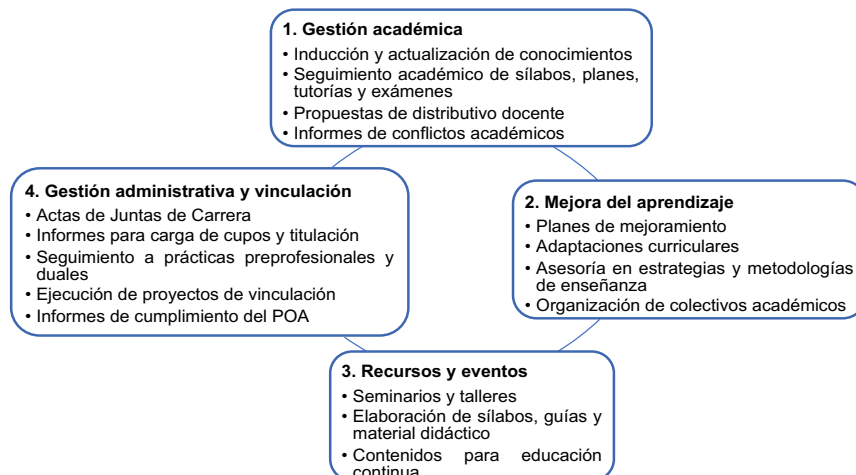 1. Gestión académica
• Inducción y actualización de conocimientos
• Seguimiento académico de sílabos, planes,
tutorías y exámenes
• Propuestas de distributivo docente
• Informes de conflictos académicos
2. Mejora del aprendizaje
• Planes de mejoramiento
• Adaptaciones curriculares
• Asesoría en estrategias y metodologías
de enseñanza
• Organización de colectivos académicos
3. Recursos y eventos
• Seminarios y talleres
• Elaboración de sílabos, guías y
material didáctico
• Contenidos para educación
continua
4. Gestión administrativa y vinculación
• Actas de Juntas de Carrera
• Informes para carga de cupos y titulación
• Seguimiento a prácticas preprofesionales y
duales
• Ejecución de proyectos de vinculación
• Informes de cumplimiento del POA